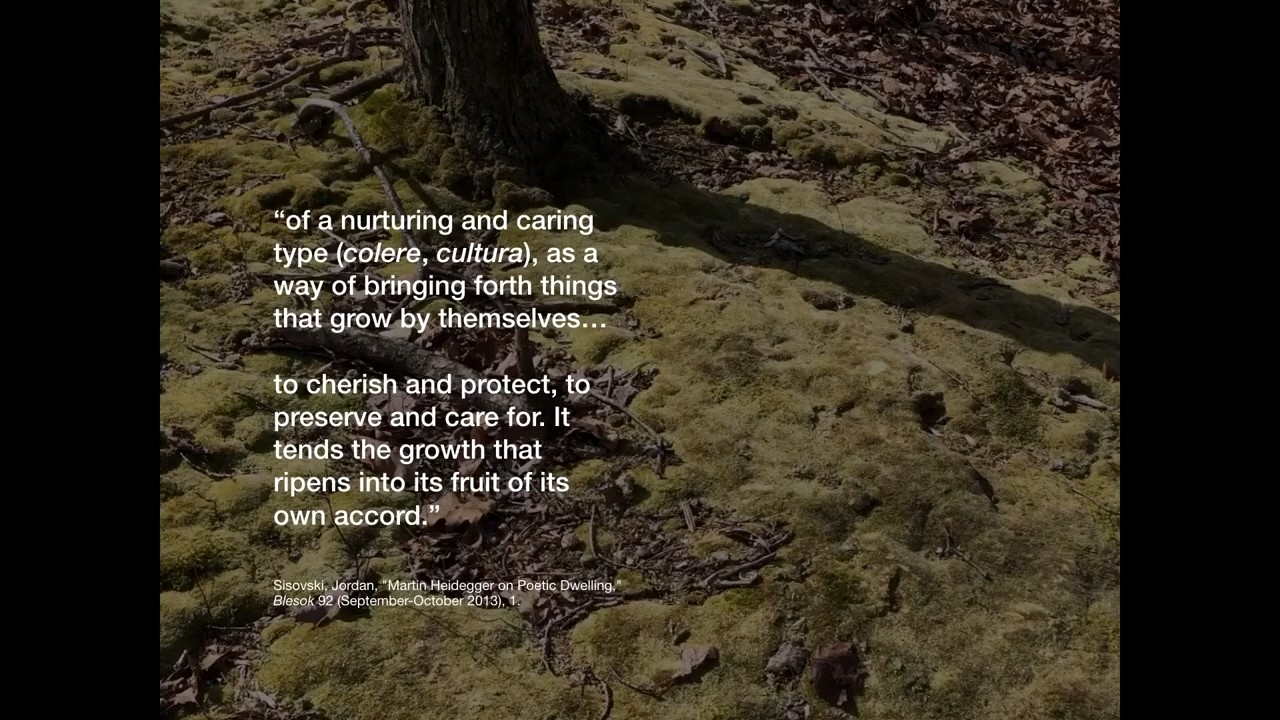 “of a nurturing and caring
type (colere, cultura), as a
way of bringing forth things
that grow by themselves…
to cherish and protect, to
preserve and care for. It
tends the growth that
ripens into its fruit of its
own accord.”
Sisovski, Jordan, "Martin Heidegger on Poetic Dwelling,"
Blesok 92 (September-October 2013), 1.